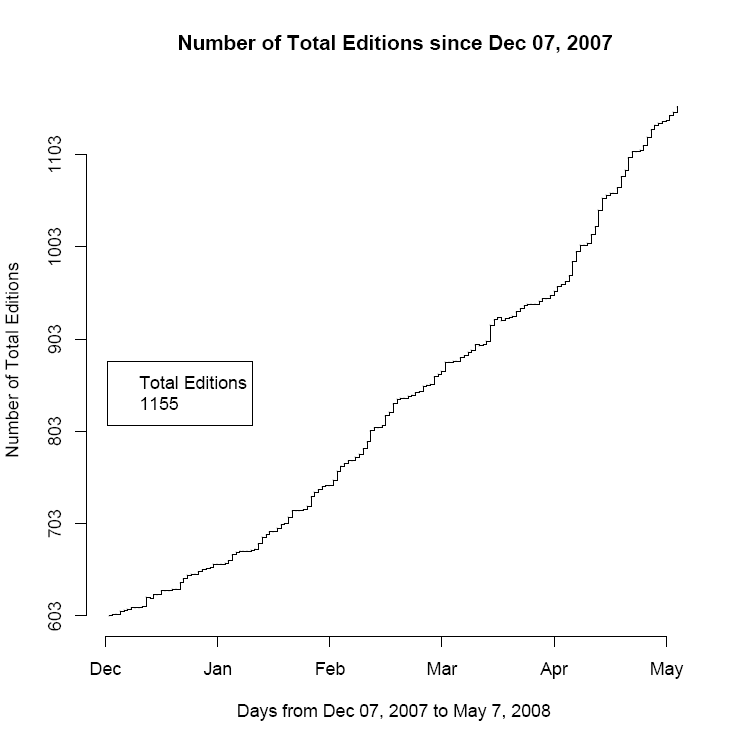 Number of Total Editions since Dec 07, 2007
Number of Total Editions
1103
1003
903
803
703
603
Total Editions
1155
Dec Jan Feb Mar Apr May
Days from Dec 07, 2007 to May 7, 2008